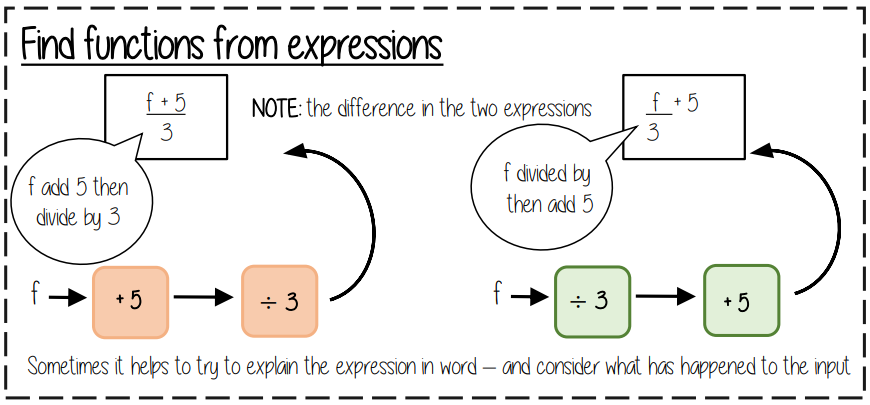 Find functions from expressions
f + 5
3
NOTE: the difference in the two expressions
f + 5
3
f add 5 then
divide by 3
f divided by
then add 5
f
+ 5
÷ 3
f
÷ 3
+ 5
Sometimes it helps to try to explain the expression in word – and consider what has happened to the input